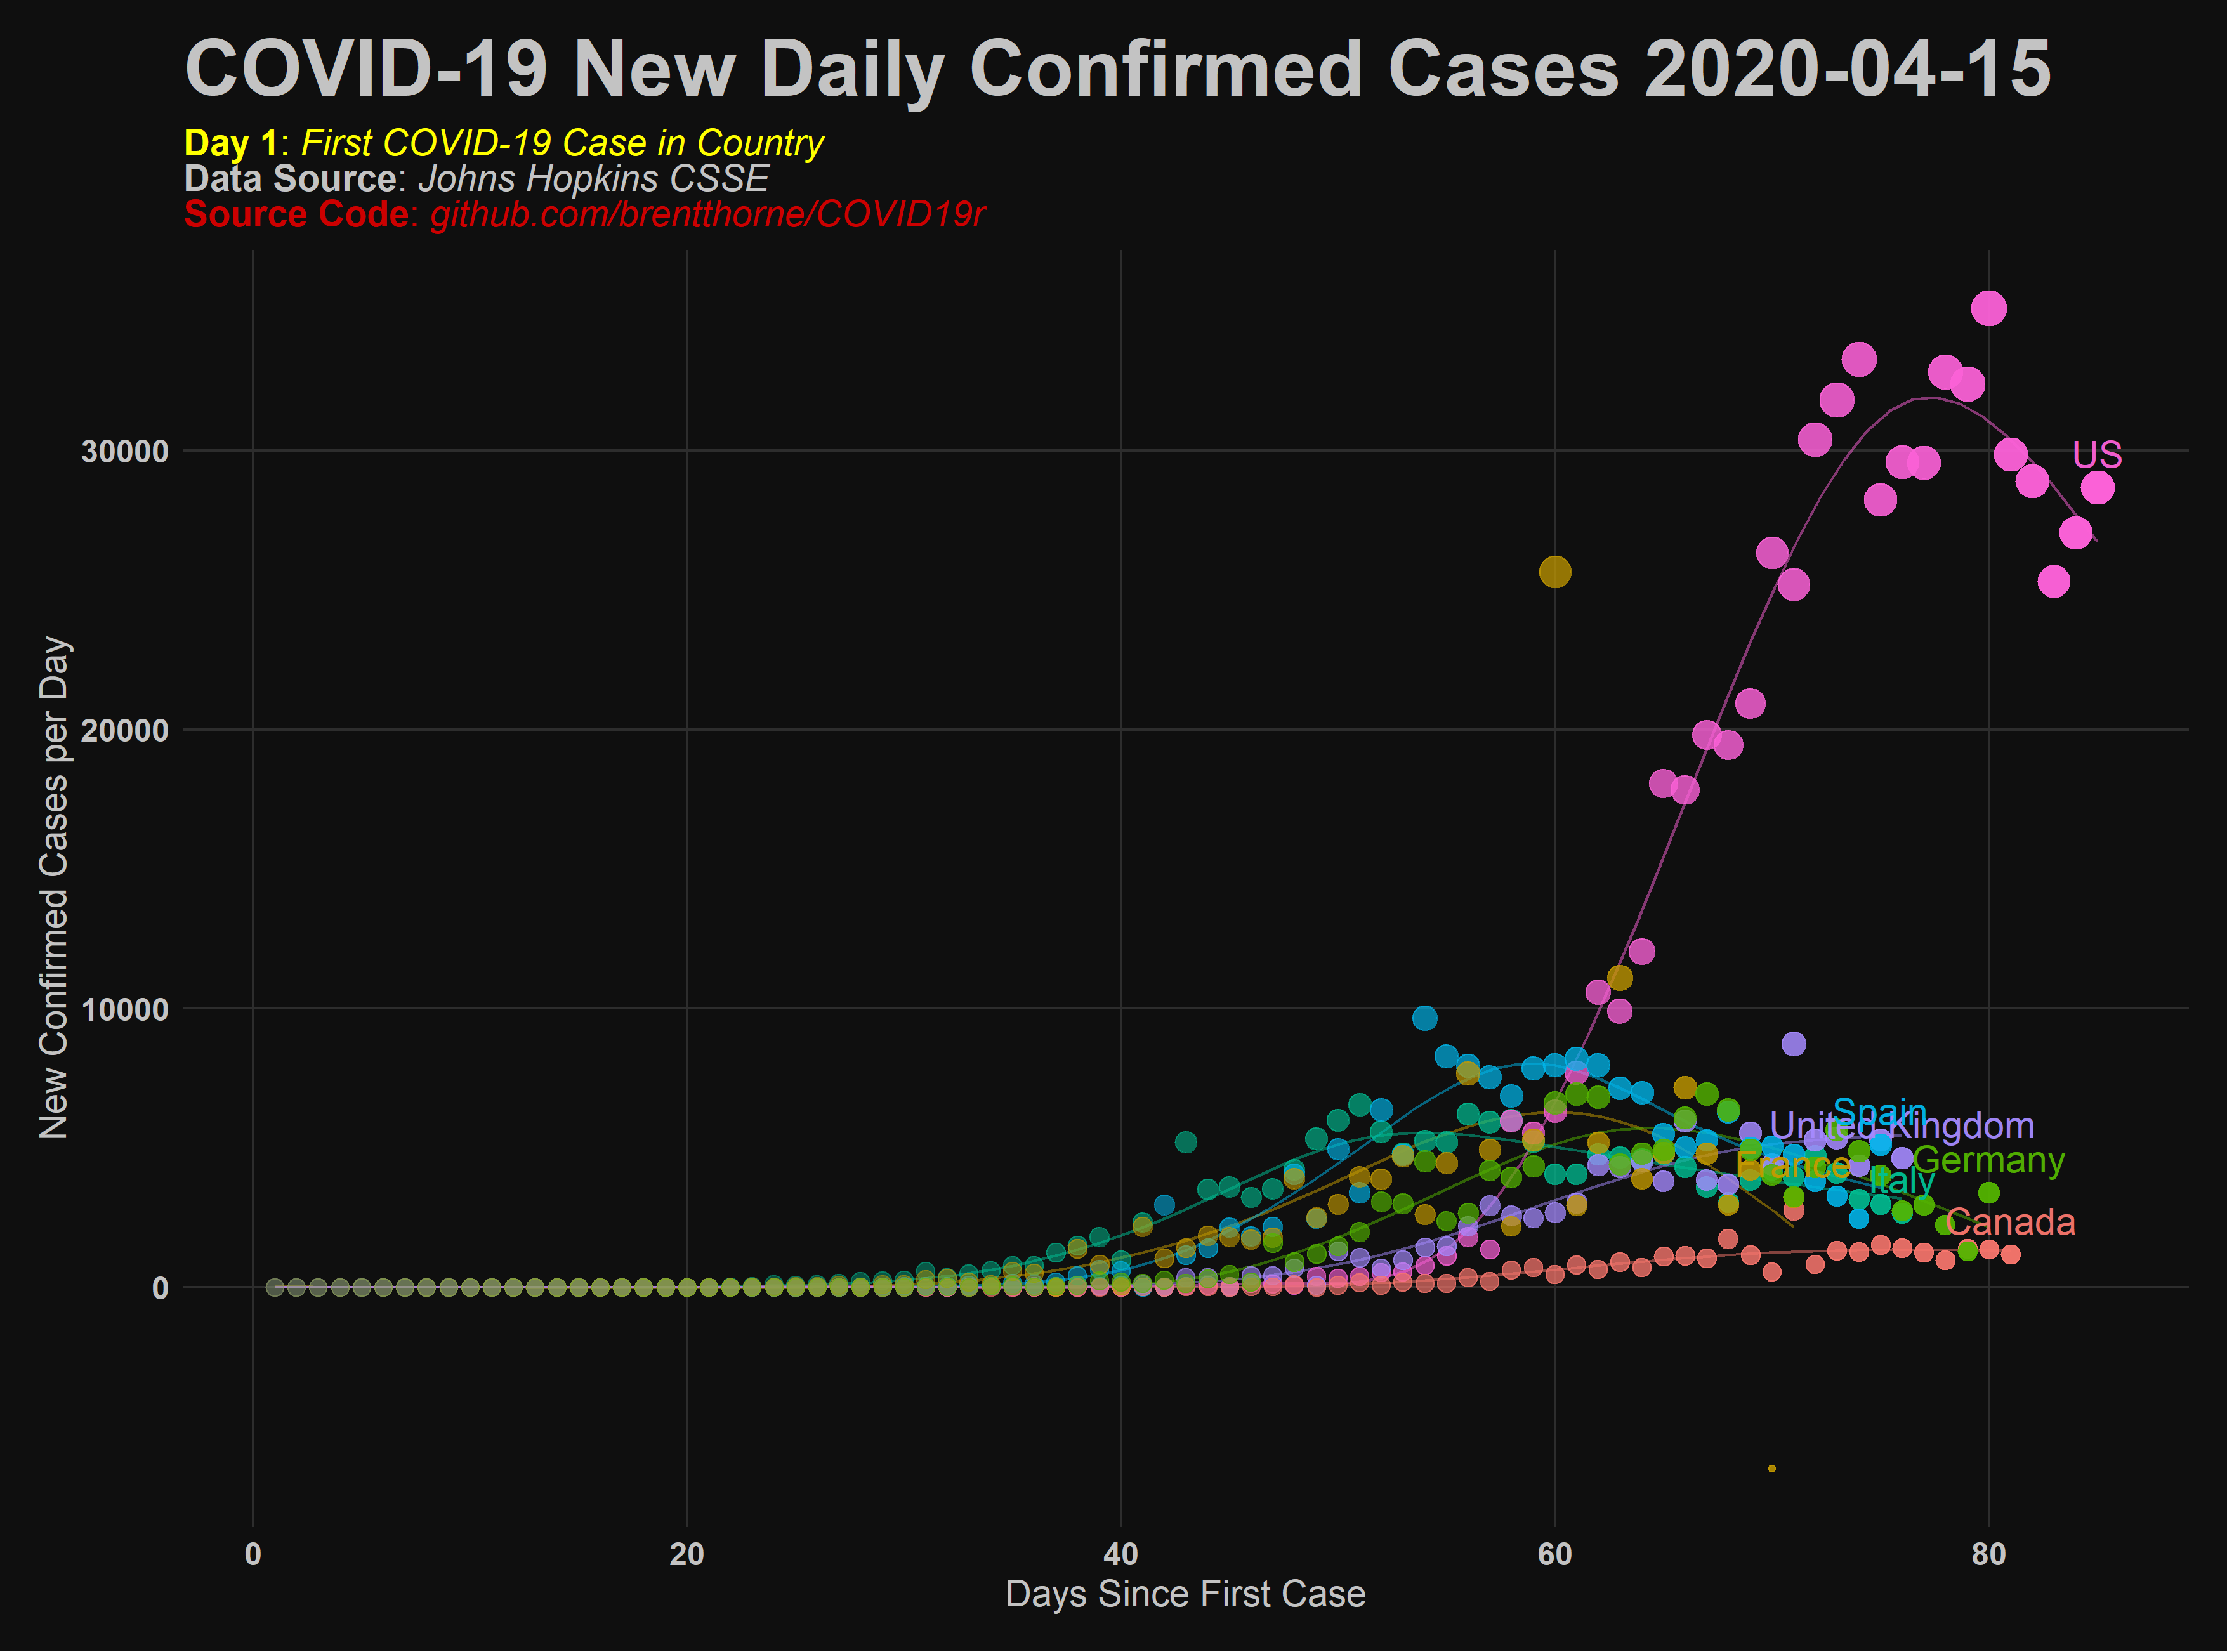 COVID-19 New Daily Confirmed Cases 2020-04-15
Day 1: First COVID-19 Case in Country
Data Source: Johns Hopkins CSSE
Source Code: github.com/brentthorne/COVID19r
New Confirmed Cases per Day
30000
20000
10000
0
US
Spain
United Kingdom
Germany
France
Italy
Canada
0 20 40 60 80
Days Since First Case